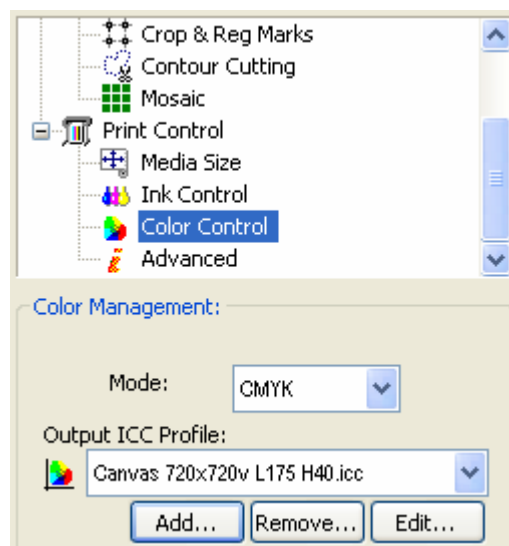 Crop & Reg Marks
Contour Cutting
Mosaic
Print Control
Media Size
Ink Control
Color Control
Advanced
Color Management:
Mode: CMYK
Output ICC Profile:
Canvas 720x720v L175 H40.icc
Add... Remove... Edit...